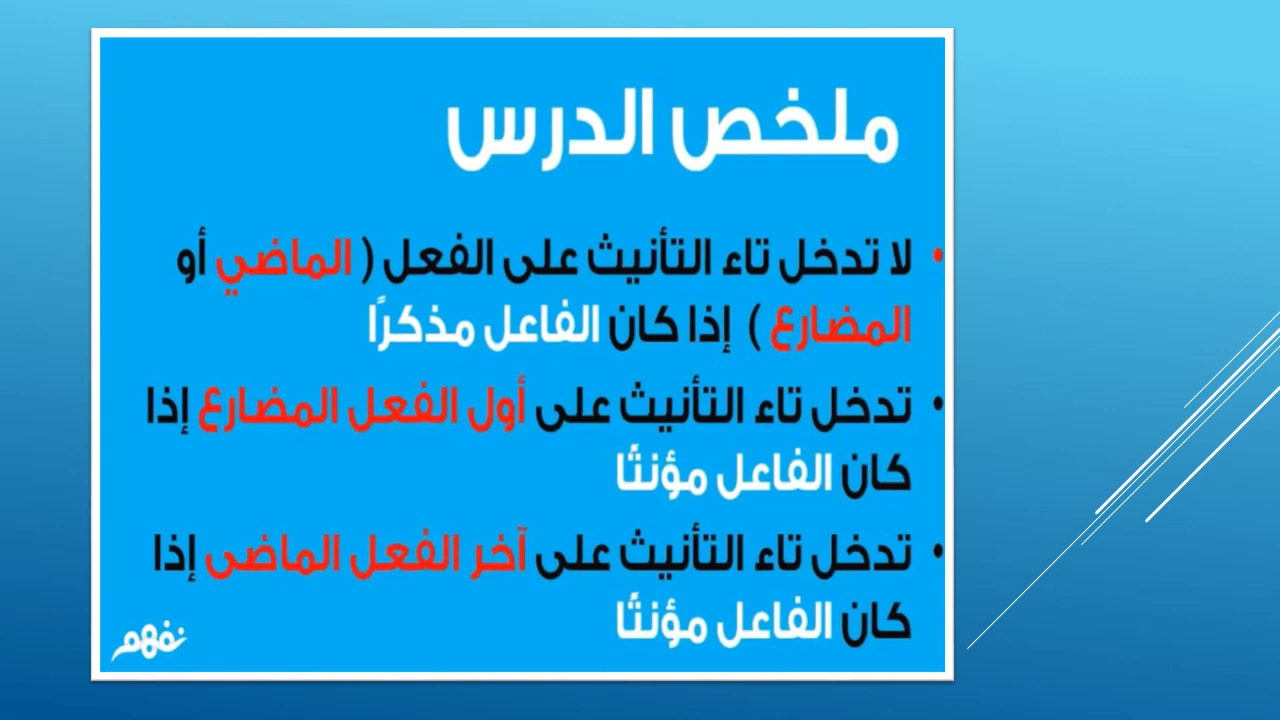 ملخص الدرس
• لا تدخل تاء التأنيث على الفعل ( الماضي أو
المضارع ) إذا كان الفاعل مذكرًا
• تدخل تاء التأنيث على أول الفعل المضارع إذا
كان الفاعل مؤنثًا
• تدخل تاء التأنيث على آخر الفعل الماضى إذا
كان الفاعل مؤنثًا
نفهم